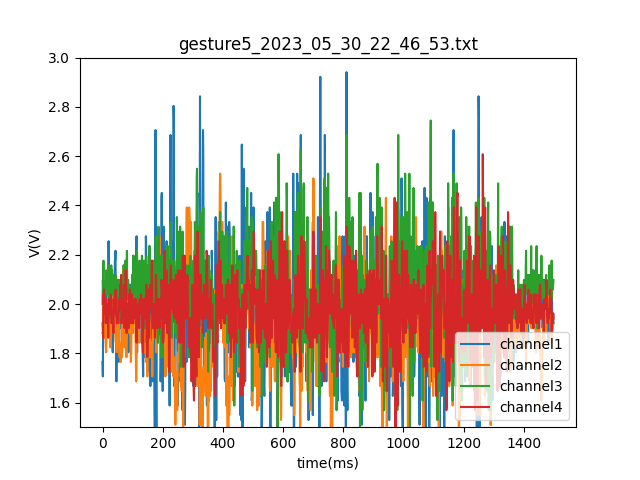 gesture5_2023_05_30_22_46_53.txt
V(V)
3.0
2.8
2.6
2.4
2.2
2.0
1.8
1.6
channel1
channel2
channel3
channel4
0 200 400 600 800 1000 1200 1400
time(ms)